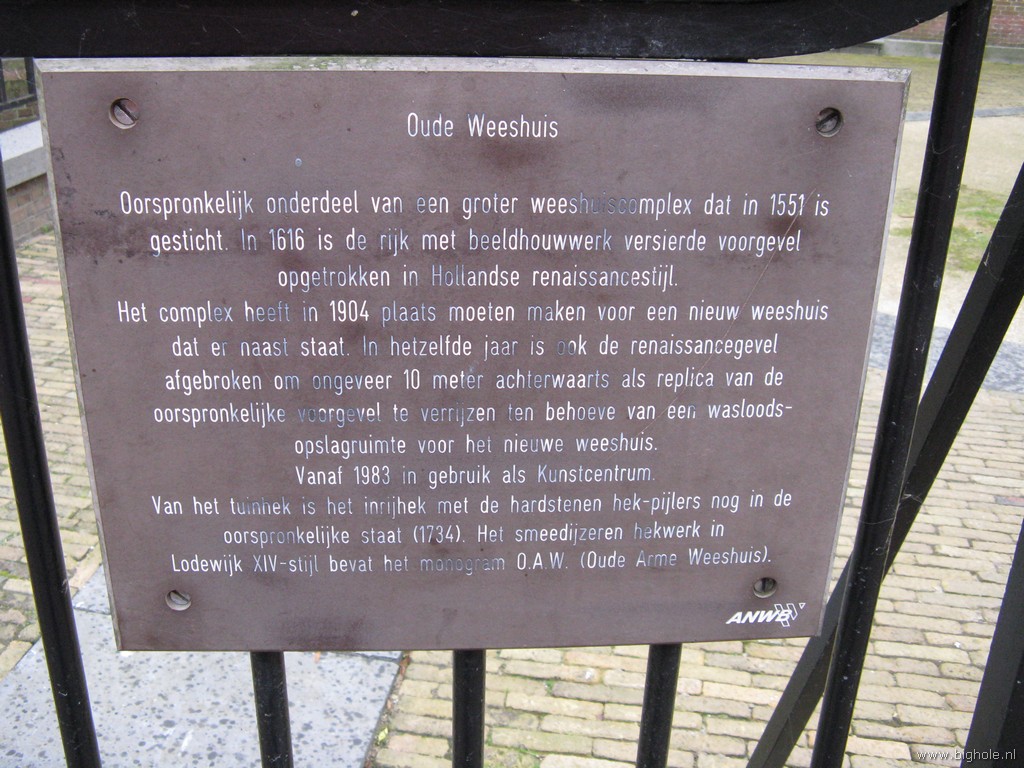 Oude Weeshuis
Oorspronkelijk onderdeel van een groter weeshuiscomplex dat in 1551 is
gesticht. In 1616 is de rijk met beeldhouwwerk versierde voorgevel
opgetrokken in Hollandse renaissancestijl.
Het complex heeft in 1904 plaats moeten maken voor een nieuw weeshuis
dat er naast staat. In hetzelfde jaar is ook de renaissancegevel
afgebroken om ongeveer 10 meter achterwaarts als replica van de
oorspronkelijke voorgevel te verrijzen ten behoeve van een wasloods-
opslagruimte voor het nieuwe weeshuis.
Vanaf 1983 in gebruik als Kunstcentrum.
Van het tuinhek is het inrijhek met de hardstenen hek-pijlers nog in de
oorspronkelijke staat (1734). Het smeedijzeren hekwerk in
Lodewijk XIV-stijl bevat het monogram O.A.W. (Oude Arme Weeshuis).
ANWB
www.bighole.nl